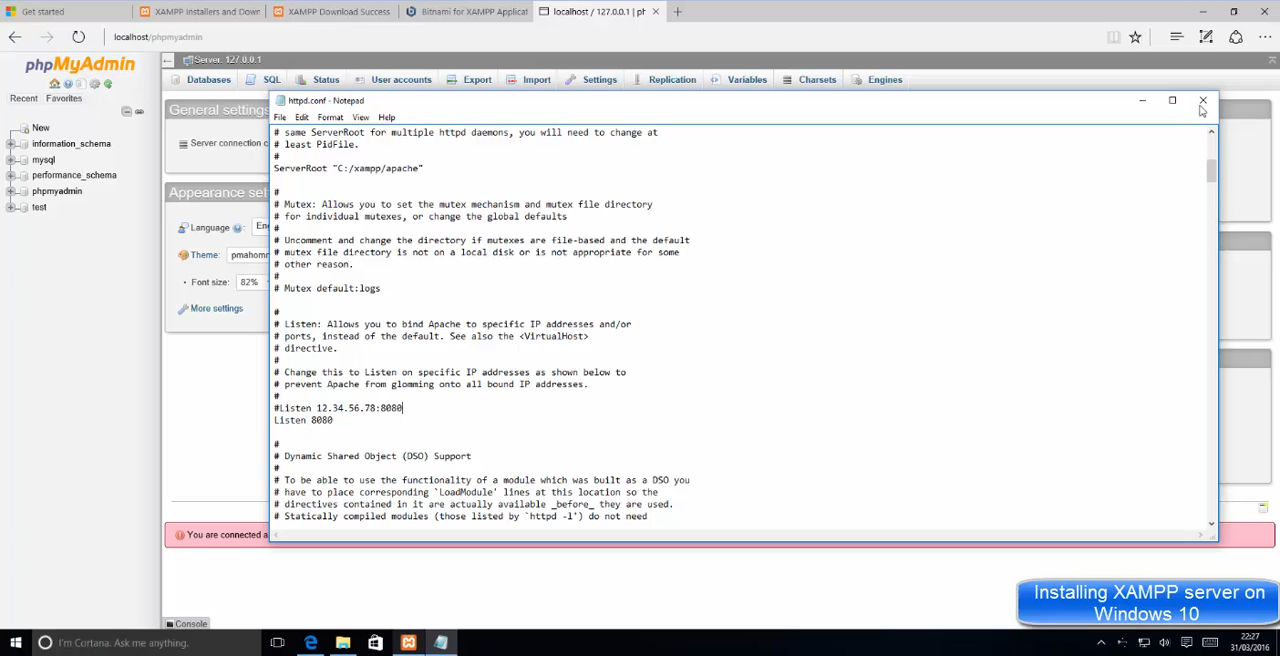 Get started
XAMPP Installers and Down
XAMPP Download Success
Bitnami for XAMPP Applicat
localhost / 127.0.0.1 | ph
localhost/phpmyadmin
phpMyAdmin
Recent Favorites
New
information_schema
mysql
performance_schema
phpmyadmin
test
Server: 127.0.0.1
Databases SQL Status User accounts Export Import Settings Replication Variables Charsets Engines
General settings
Server connection c
Appearance set
Language
En
Theme:
pmahomm
Font size:
82%
More settings
You are connected a
Console
httpd.conf - Notepad
File Edit Format View Help
# same ServerRoot for multiple httpd daemons, you will need to change at
# least PidFile.
#
ServerRoot "C:/xampp/apache"
#
# Mutex: Allows you to set the mutex mechanism and mutex file directory
# for individual mutexes, or change the global defaults
#
# Uncomment and change the directory if mutexes are file-based and the default
# mutex file directory is not on a local disk or is not appropriate for some
# other reason.
#
# Mutex default:logs
#
# Listen: Allows you to bind Apache to specific IP addresses and/or
# ports, instead of the default. See also the <VirtualHost>
# directive.
#
# Change this to Listen on specific IP addresses as shown below to
# prevent Apache from glomming onto all bound IP addresses.
#
#Listen 12.34.56.78:8080
Listen 8080
#
# Dynamic Shared Object (DSO) Support
#
# To be able to use the functionality of a module which was built as a DSO you
# have to place corresponding `LoadModule' lines at this location so the
# directives contained in it are actually available _before_ they are used.
# Statically compiled modules (those listed by `httpd -l') do not need
Installing XAMPP server on
Windows 10
I'm Cortana. Ask me anything.
22:27
31/03/2016